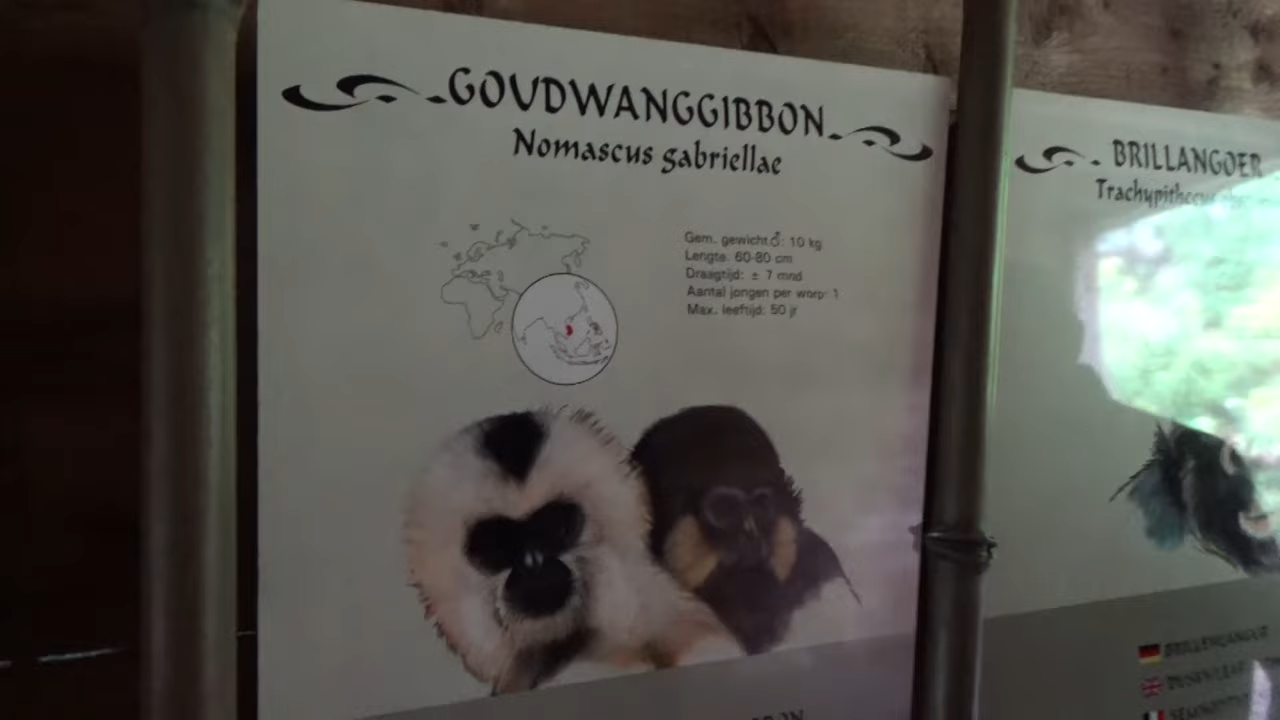 GOUDWANGGIBBON
Nomascus gabriellae
Gem. gewicht♂: 10 kg
Lengte: 60-80 cm
Draagtijd: ± 7 mnd
Aantal jongen per worp: 1
Max. leeftijd: 50 jr
BRILLANGOER